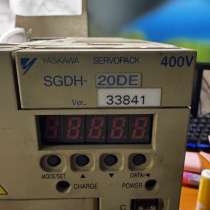 YASKAWA SERVOPACK 400V
SGDH- 20DE
Ver. 33841
MODE/SET ▲ ▼ DATA/◀
CHARGE POWER
C